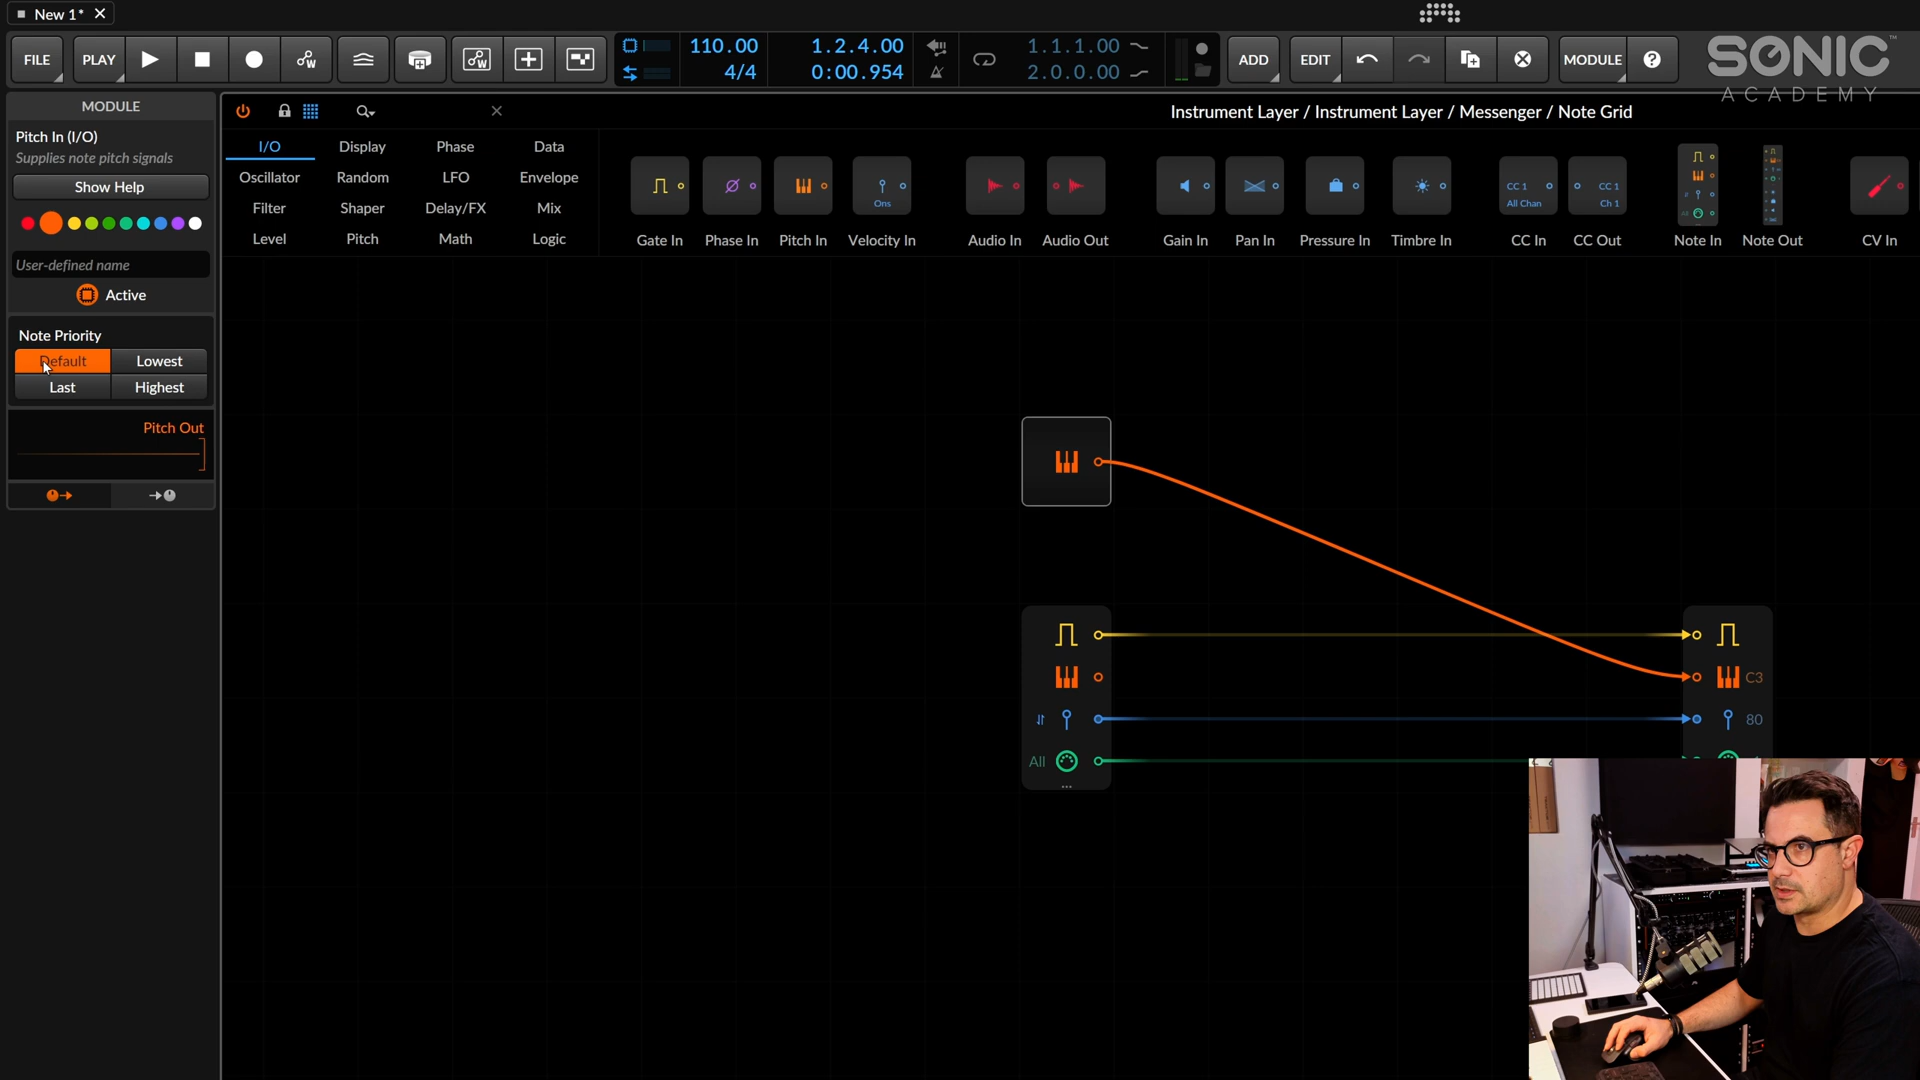 New 1*
FILE
PLAY
110.00
4/4
1.2.4.00
0:00.954
1.1.1.00
2.0.0.00
ADD
EDIT
MODULE
SONIC™
ACADEMY
MODULE
Pitch In (I/O)
Supplies note pitch signals
Show Help
User-defined name
Active
Note Priority
Default
Lowest
Last
Highest
Pitch Out
Instrument Layer / Instrument Layer / Messenger / Note Grid
I/O
Display
Phase
Data
Oscillator
Random
LFO
Envelope
Filter
Shaper
Delay/FX
Mix
Level
Pitch
Math
Logic
Ons
CC 1
All Chan
CC 1
Ch 1
Gate In
Phase In
Pitch In
Velocity In
Audio In
Audio Out
Gain In
Pan In
Pressure In
Timbre In
CC In
CC Out
Note In
Note Out
CV In
C3
80
All